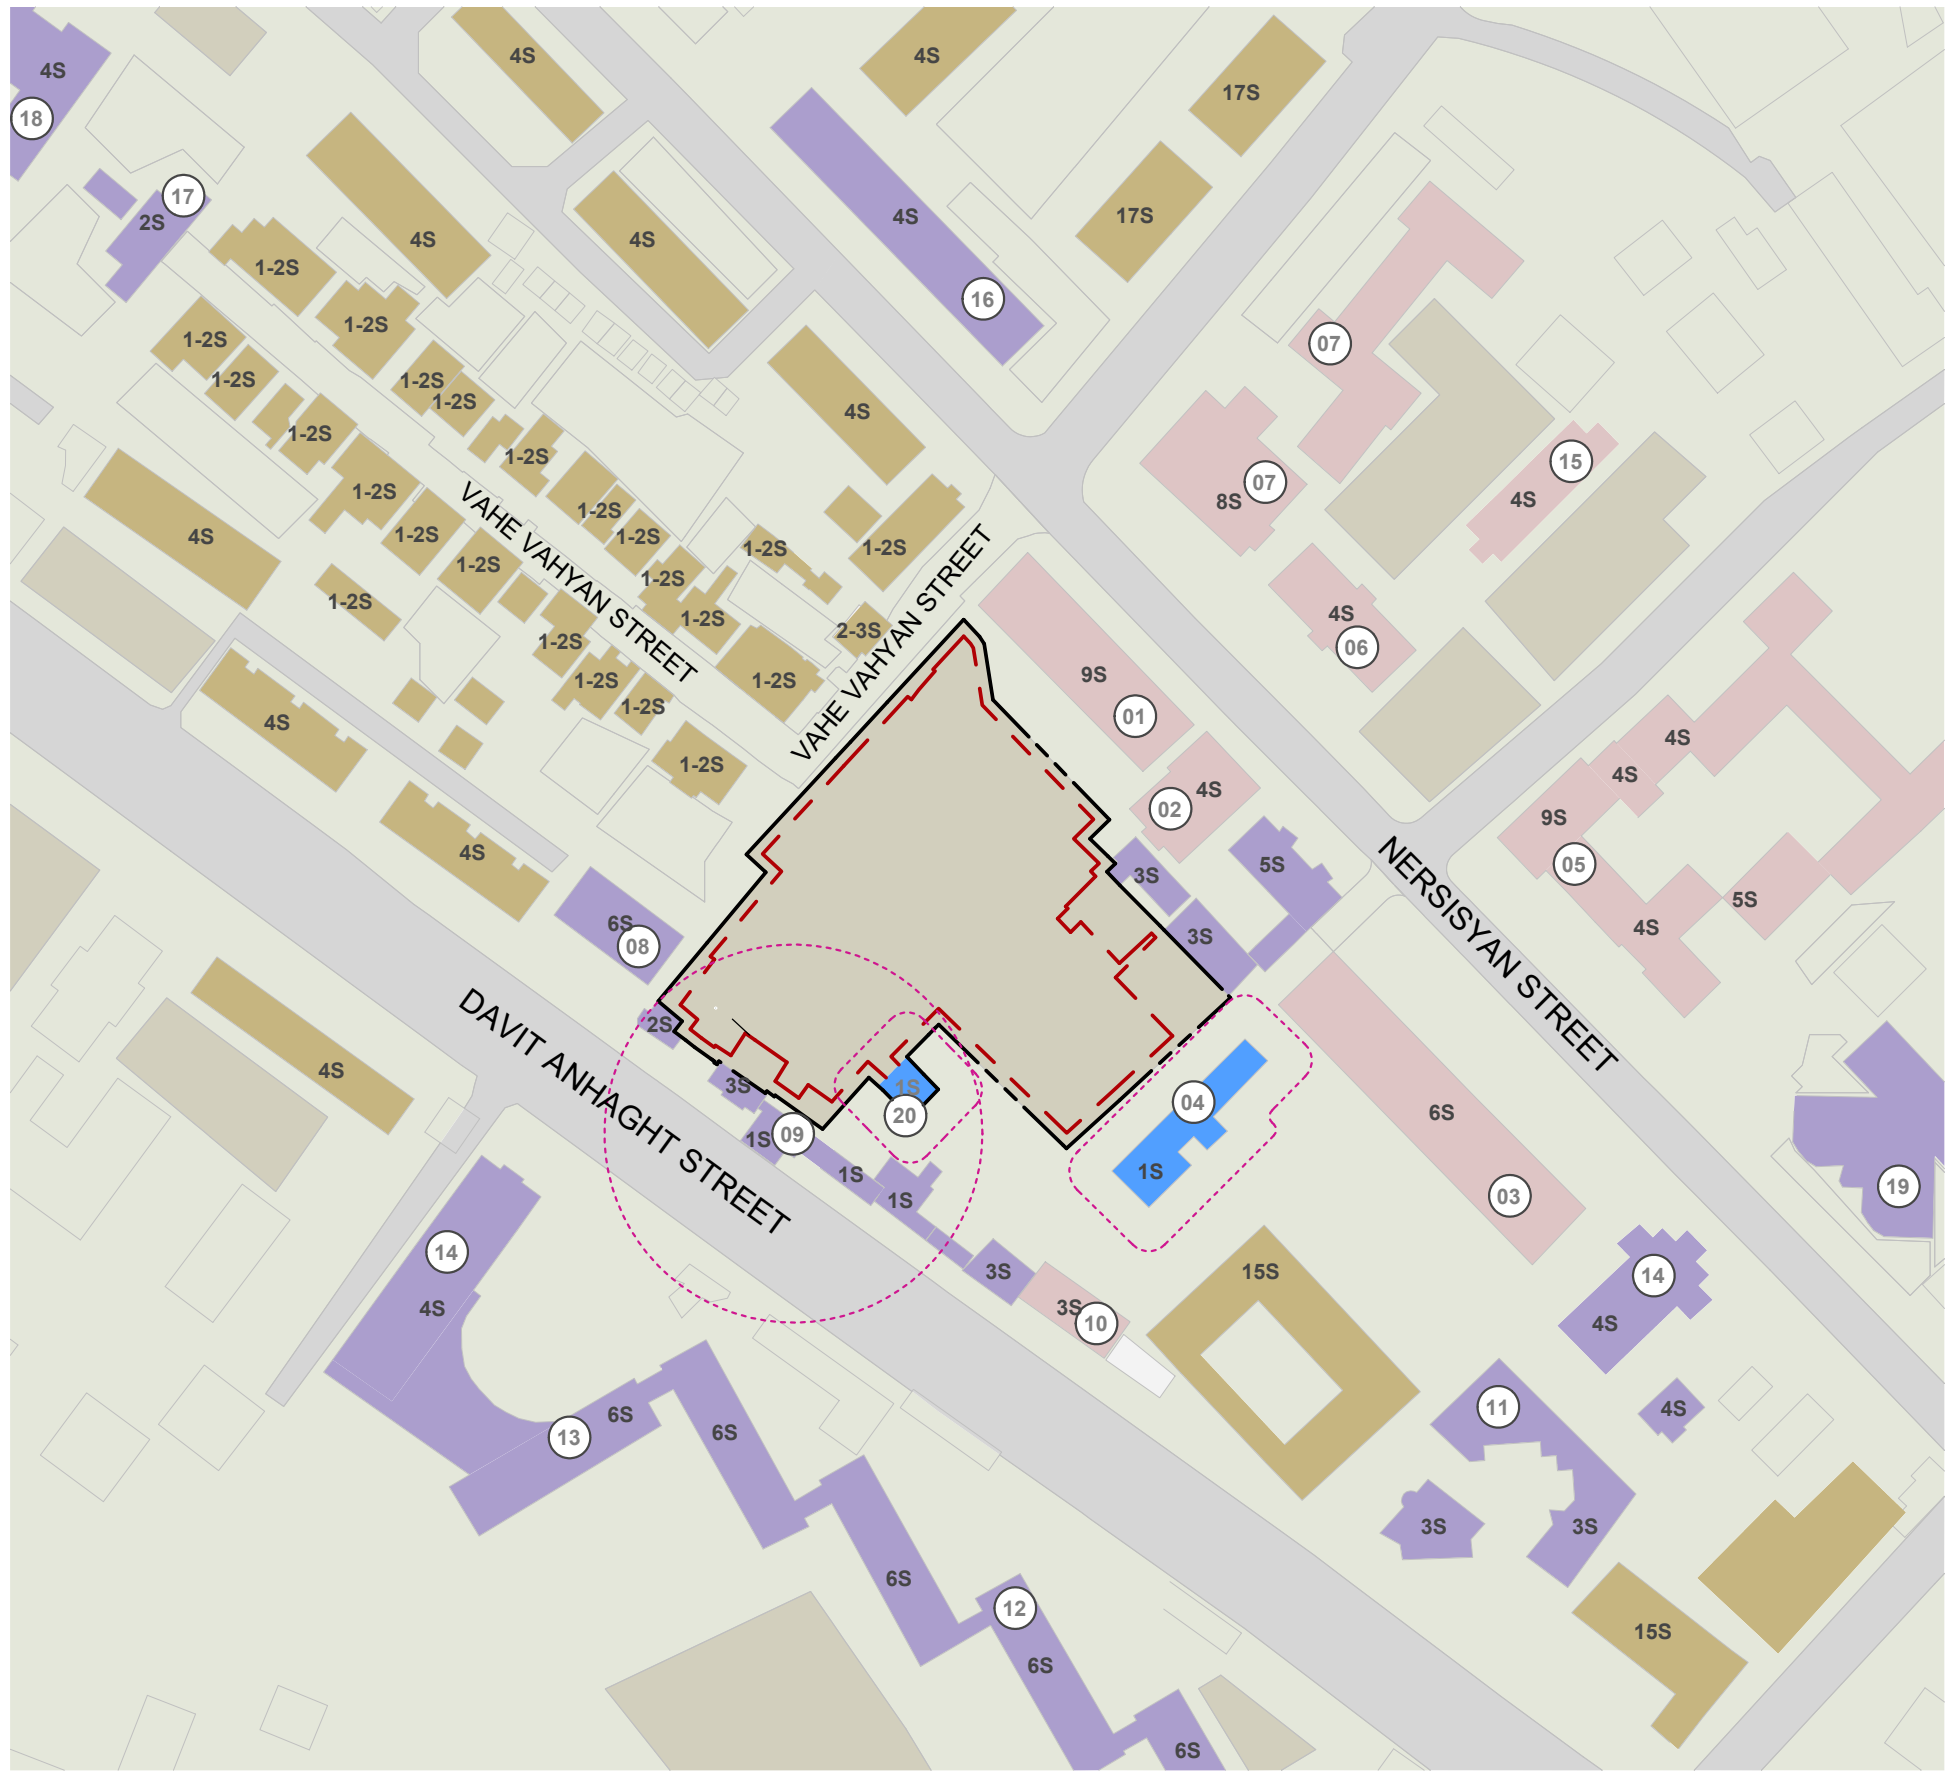 4S
4S
4S
17S
18
17
2S
4S
4S
4S
17S
1-2S
16
1-2S
1-2S
07
1-2S
1-2S
1-2S
4S
1-2S
1-2S
15
07
8S
4S
1-2S
1-2S
4S
1-2S
1-2S
1-2S
1-2S
1-2S
1-2S
1-2S
1-2S
VAHE VAHYAN STREET
VAHE VAHYAN STREET
1-2S
2-3S
4S
06
1-2S
1-2S
1-2S
9S
01
4S
1-2S
4S
4S
4S
4S
02
9S
4S
5S
3S
05
6S
08
5S
4S
3S
NERSISYAN STREET
DAVIT ANHAGHT STREET
2S
4S
3S
1S
20
04
6S
1S
09
1S
1S
1S
03
19
14
4S
3S
15S
14
3S
10
4S
6S
13
6S
11
4S
3S
3S
6S
12
6S
15S
6S